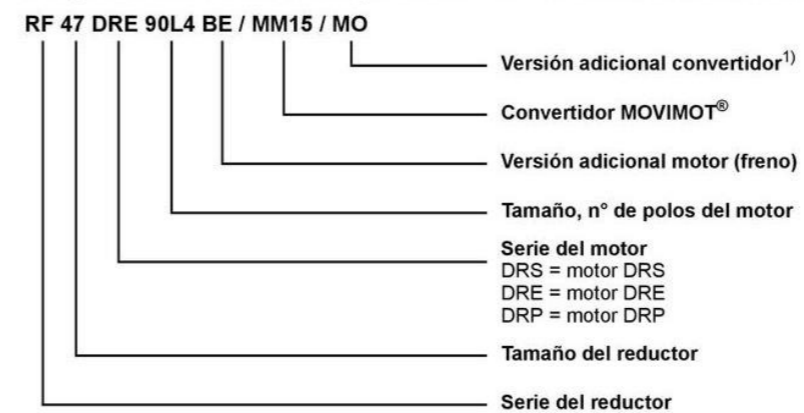 RF 47 DRE 90L4 BE / MM15 / MO
Versión adicional convertidor1)
Convertidor MOVIMOT®
Versión adicional motor (freno)
Tamaño, n° de polos del motor
Serie del motor
DRS = motor DRS
DRE = motor DRE
DRP = motor DRP
Tamaño del reductor
Serie del reductor